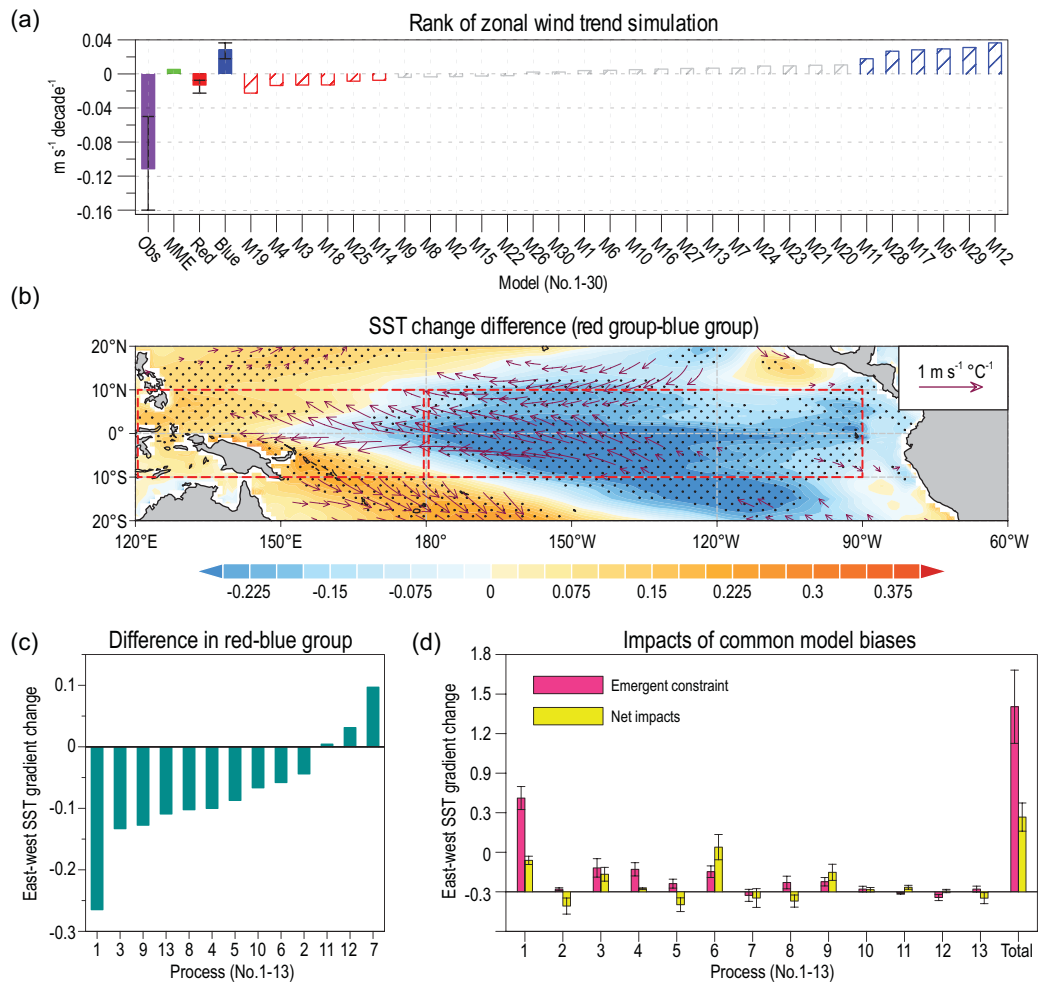 (a)
Rank of zonal wind trend simulation
m s⁻¹ decade⁻¹
0.04
0
-0.04
-0.08
-0.12
-0.16
Obs MME Red Blue M19 M4 M3 M18 M25 M14 M9 M8 M2 M15 M22 M26 M30 M1 M6 M10 M16 M27 M13 M7 M24 M23 M21 M20 M11 M28 M17 M5 M29 M12
Model (No.1-30)
(b)
SST change difference (red group-blue group)
20°N
10°N
0°
10°S
20°S
1 m s⁻¹ °C⁻¹
120°E 150°E 180° 150°W 120°W 90°W 60°W
-0.225 -0.15 -0.075 0 0.075 0.15 0.225 0.3 0.375
(c)
Difference in red-blue group
East-west SST gradient change
0.1
0
-0.1
-0.2
-0.3
1 3 9 13 8 4 5 10 6 2 11 12 7
Process (No.1-13)
(d)
Impacts of common model biases
East-west SST gradient change
1.8
1.5
1.2
0.9
0.3
0
-0.3
Emergent constraint
Net impacts
1 2 3 4 5 6 7 8 9 10 11 12 13 Total
Process (No.1-13)